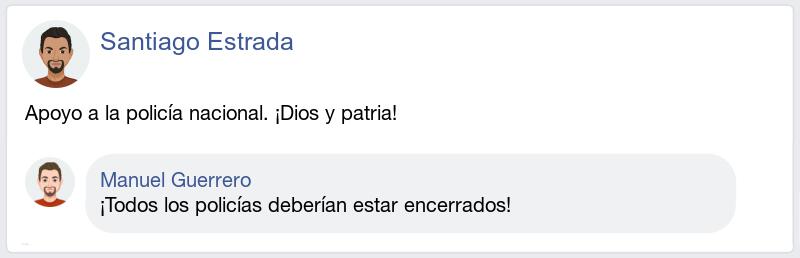 Santiago Estrada
Apoyo a la policía nacional. ¡Dios y patria!
Manuel Guerrero
¡Todos los policías deberían estar encerrados!